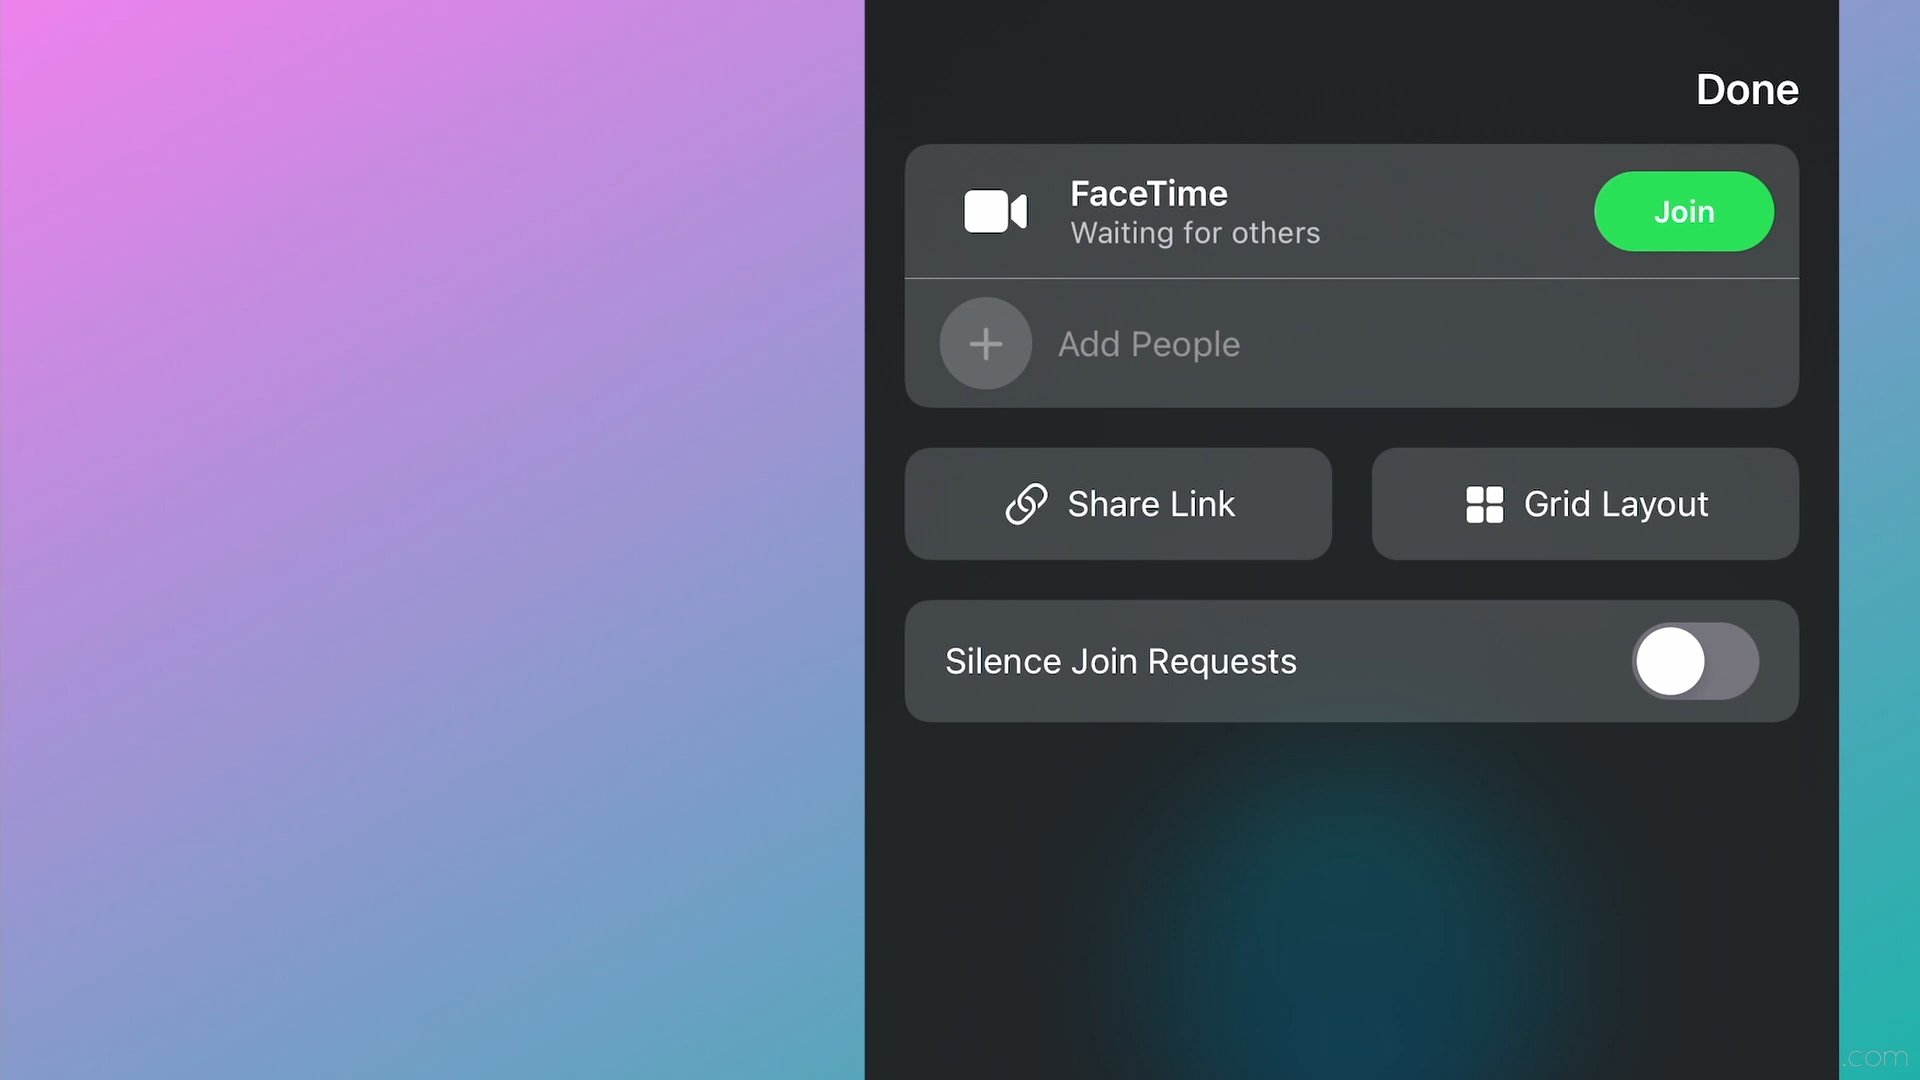 Done
FaceTime
Waiting for others
Join
Add People
Share Link
Grid Layout
Silence Join Requests
.com